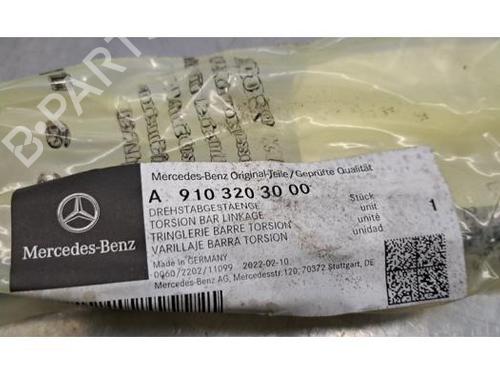 B-PARTS
Mercedes-Benz Original-Teile/Geprüfte Qualität
A 910 320 30 00
DREHSTABGESTAENGE Stück
TORSION BAR LINKAGE unit
TRINGLERIE BARRE TORSION unité
VARILLAJE BARRA TORSION unidad
1
Mercedes-Benz
Made in GERMANY
0060/2202/11099 2022-02-10.
Mercedes-Benz AG, Mercedesstr.120, 70372 Stuttgart, DE